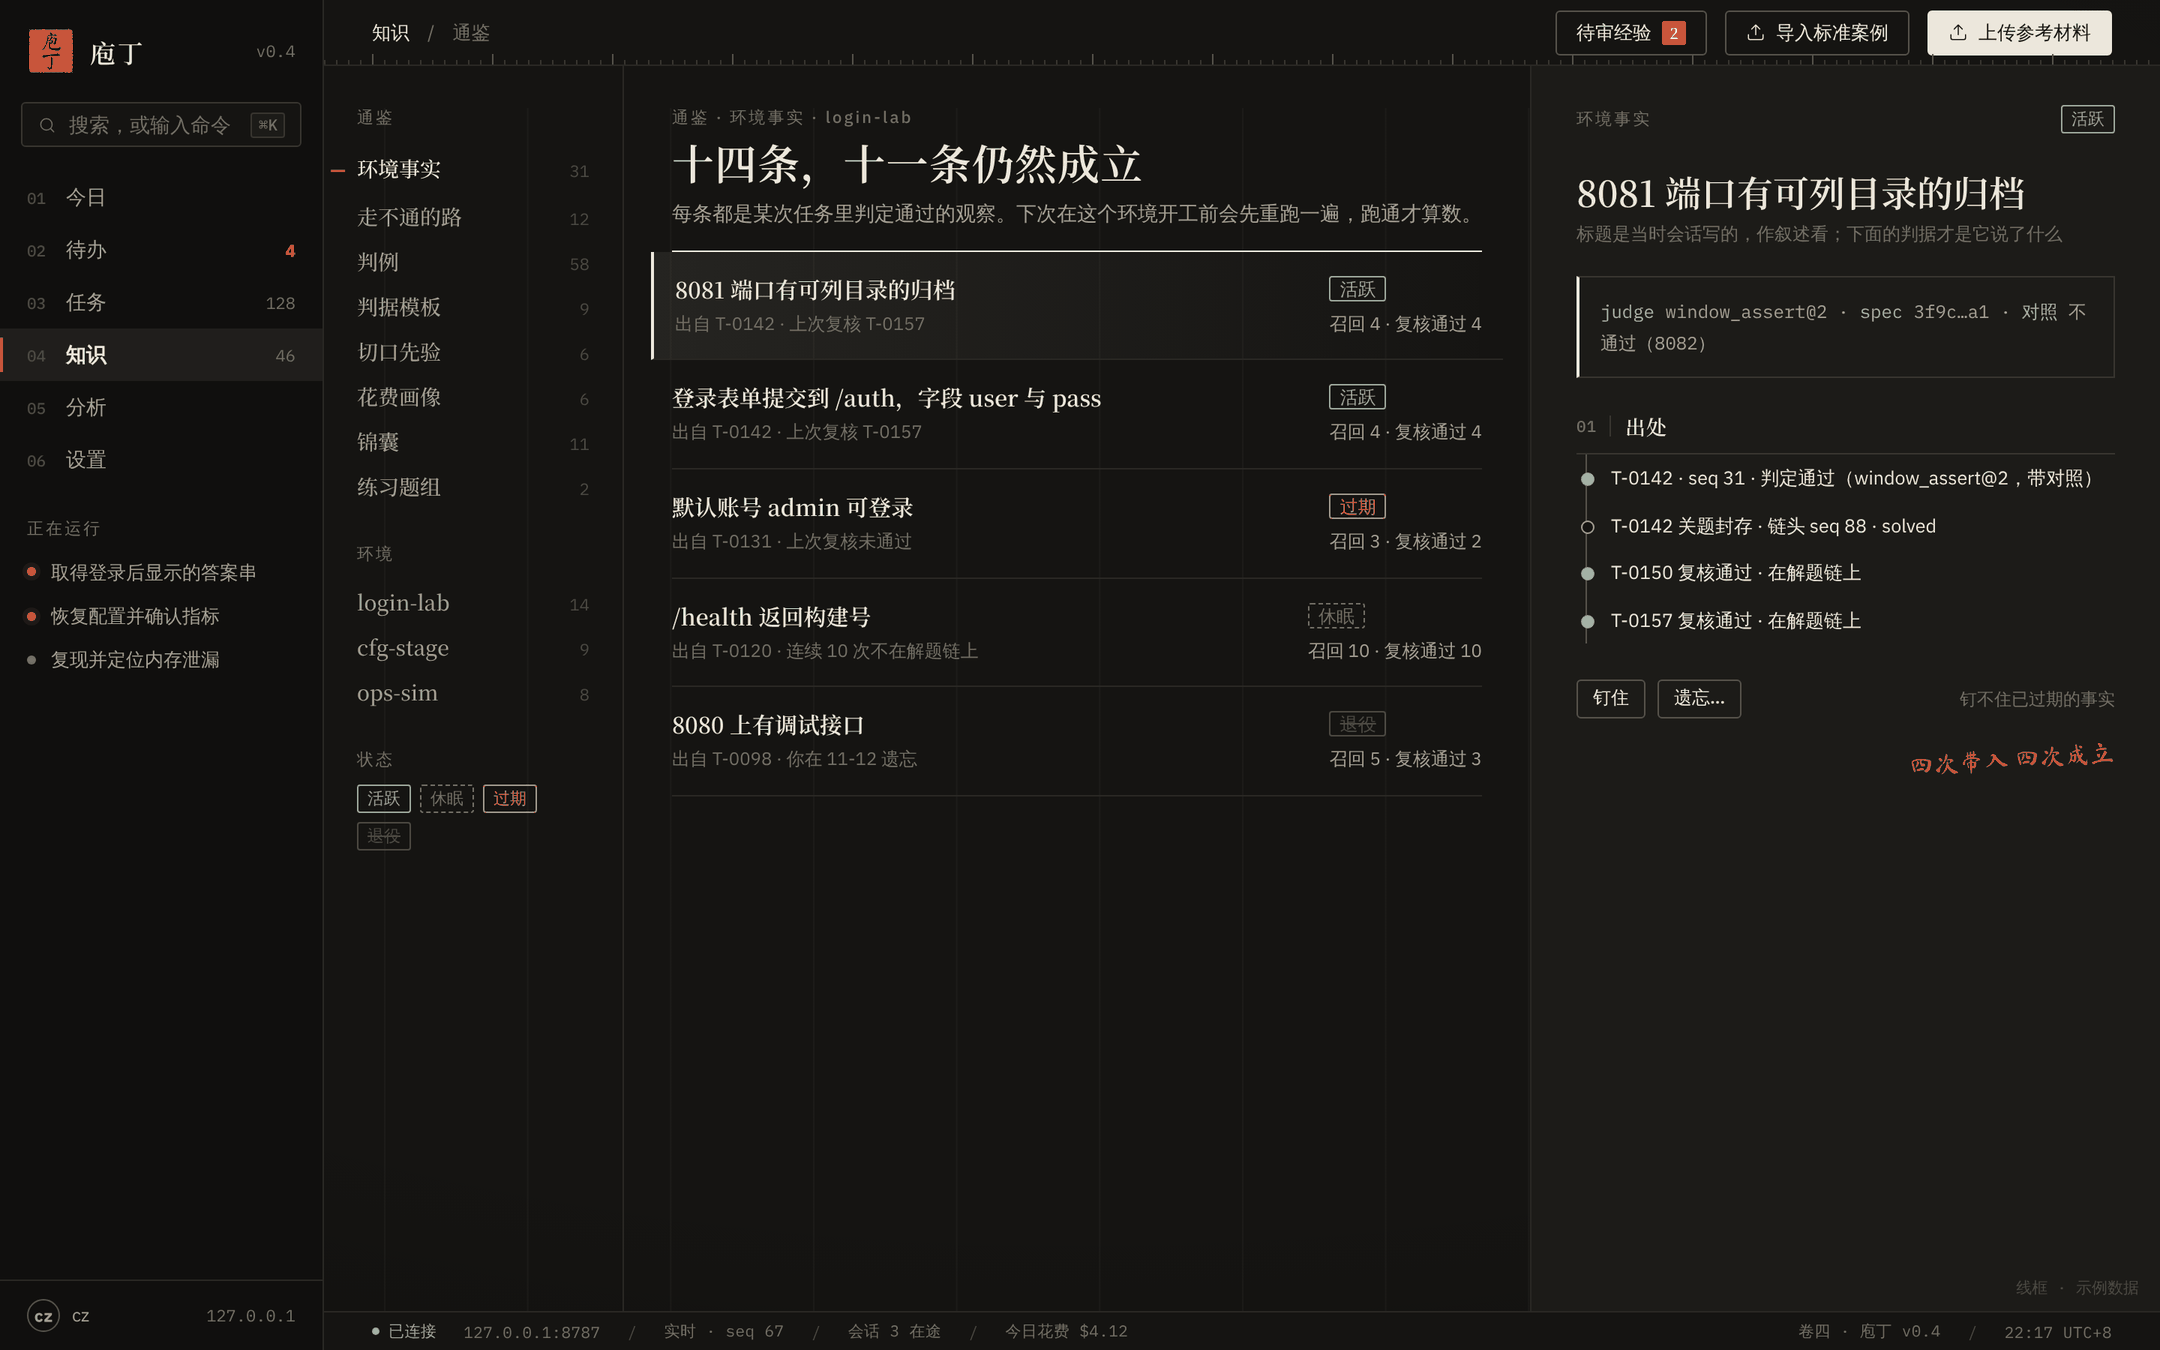 庖丁
庖丁
v0.4
搜索，或输入命令 ⌘K
01 今日
02 待办 4
03 任务 128
04 知识 46
05 分析
06 设置
正在运行
取得登录后显示的答案串
恢复配置并确认指标
复现并定位内存泄漏
cz cz 127.0.0.1
知识 / 通鉴
待审经验 2
导入标准案例
上传参考材料
通鉴
环境事实 31
走不通的路 12
判例 58
判据模板 9
切口先验 6
花费画像 6
锦囊 11
练习题组 2
环境
login-lab 14
cfg-stage 9
ops-sim 8
状态
活跃 休眠 过期
退役
通鉴 · 环境事实 · login-lab
十四条，十一条仍然成立
每条都是某次任务里判定通过的观察。下次在这个环境开工前会先重跑一遍，跑通才算数。
8081 端口有可列目录的归档 活跃
出自 T-0142 · 上次复核 T-0157 召回 4 · 复核通过 4
登录表单提交到 /auth，字段 user 与 pass 活跃
出自 T-0142 · 上次复核 T-0157 召回 4 · 复核通过 4
默认账号 admin 可登录 过期
出自 T-0131 · 上次复核未通过 召回 3 · 复核通过 2
/health 返回构建号 休眠
出自 T-0120 · 连续 10 次不在解题链上 召回 10 · 复核通过 10
8080 上有调试接口 退役
出自 T-0098 · 你在 11-12 遗忘 召回 5 · 复核通过 3
环境事实 活跃
8081 端口有可列目录的归档
标题是当时会话写的，作叙述看；下面的判据才是它说了什么
judge window_assert@2 · spec 3f9c…a1 · 对照 不
通过（8082）
01 出处
T-0142 · seq 31 · 判定通过（window_assert@2，带对照）
T-0142 关题封存 · 链头 seq 88 · solved
T-0150 复核通过 · 在解题链上
T-0157 复核通过 · 在解题链上
钉住 遗忘… 钉不住已过期的事实
四次带入 四次成立
线框 · 示例数据
已连接 127.0.0.1:8787 / 实时 · seq 67 / 会话 3 在途 / 今日花费 $4.12
卷四 · 庖丁 v0.4 / 22:17 UTC+8